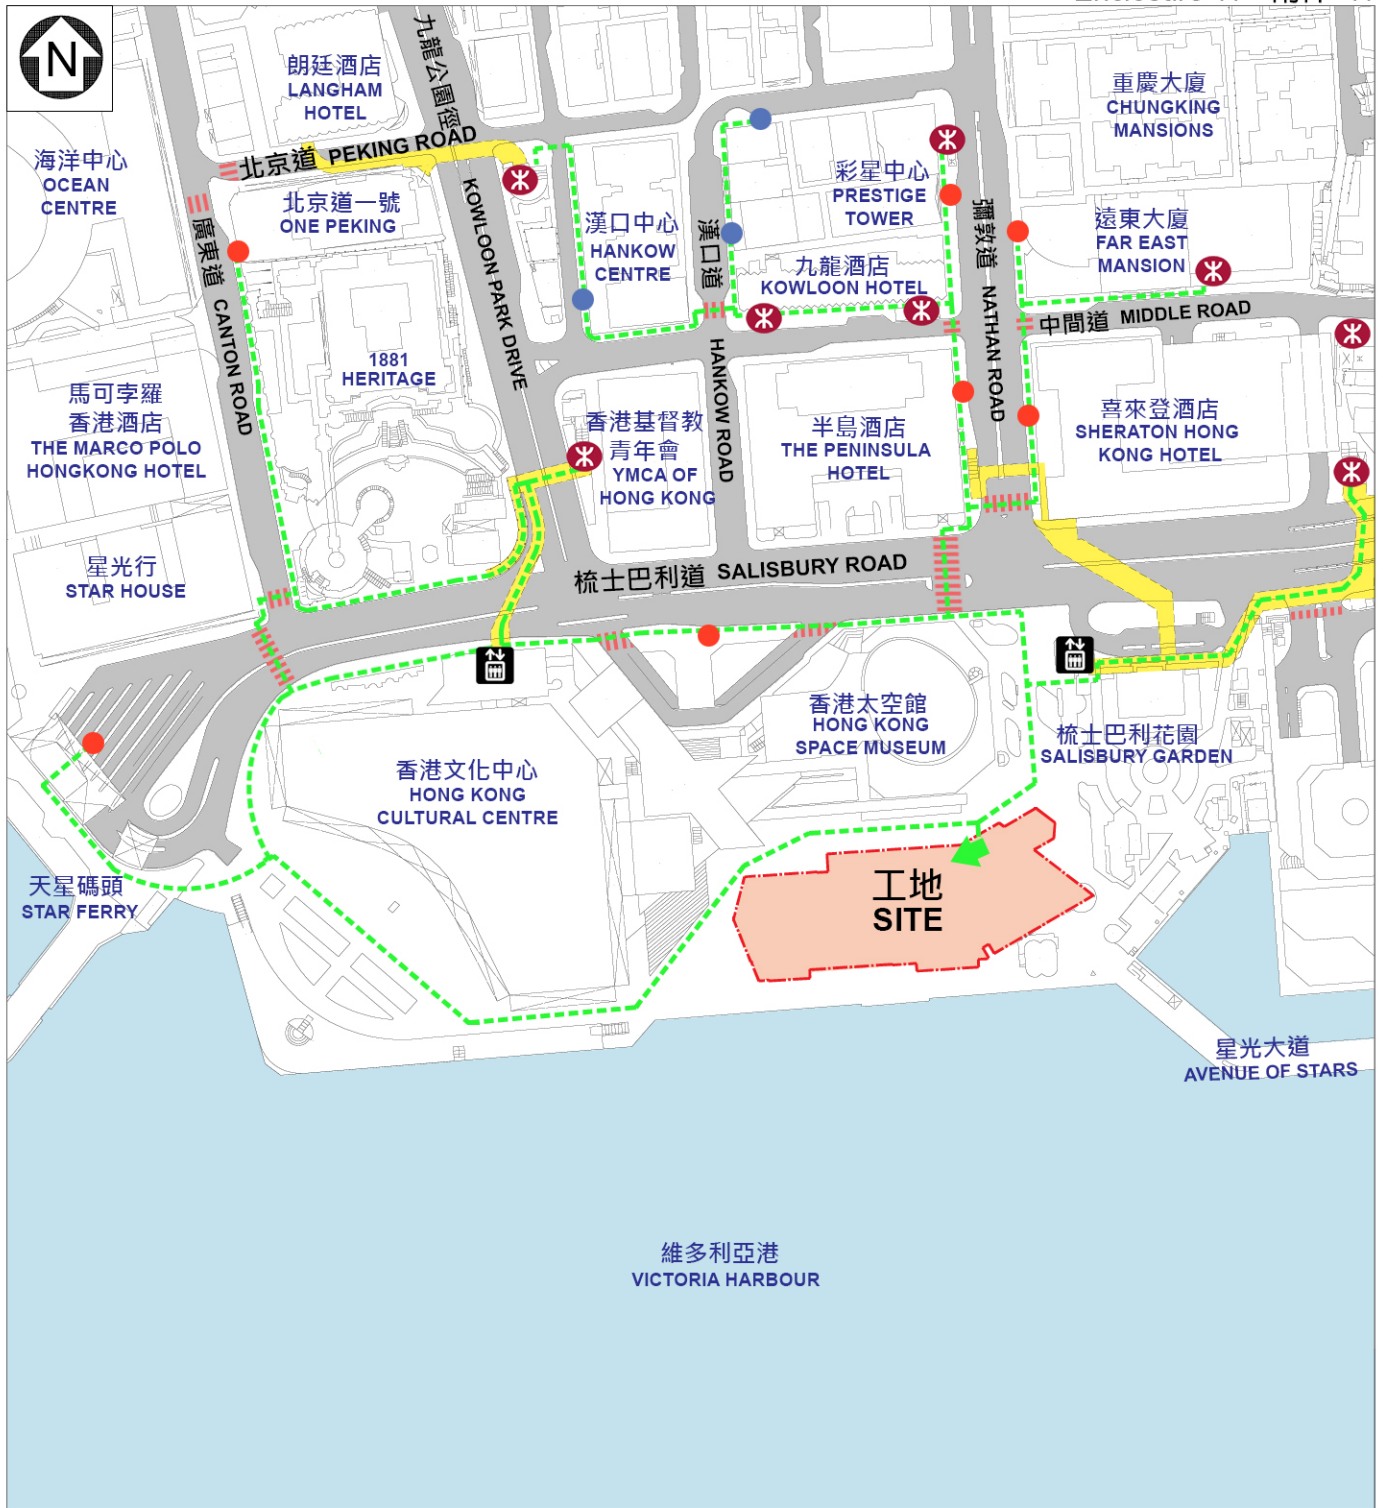 N
朗廷酒店
LANGHAM
HOTEL
九龍公園徑
重慶大廈
CHUNGKING
MANSIONS
海洋中心
OCEAN
CENTRE
北京道 PEKING ROAD
北京道一號
ONE PEKING
彩星中心
PRESTIGE
TOWER
漢口中心
HANKOW
CENTRE
漢口道
彌敦道 NATHAN ROAD
遠東大廈
FAR EAST
MANSION
九龍酒店
KOWLOON HOTEL
廣東道 CANTON ROAD
KOWLOON PARK DRIVE
中間道 MIDDLE ROAD
1881
HERITAGE
HANKOW ROAD
馬可孛羅
香港酒店
THE MARCO POLO
HONGKONG HOTEL
香港基督教
青年會
YMCA OF
HONG KONG
半島酒店
THE PENINSULA
HOTEL
喜來登酒店
SHERATON HONG
KONG HOTEL
星光行
STAR HOUSE
梳士巴利道 SALISBURY ROAD
香港太空館
HONG KONG
SPACE MUSEUM
梳士巴利花園
SALISBURY GARDEN
香港文化中心
HONG KONG
CULTURAL CENTRE
天星碼頭
STAR FERRY
工地
SITE
星光大道
AVENUE OF STARS
維多利亞港
VICTORIA HARBOUR